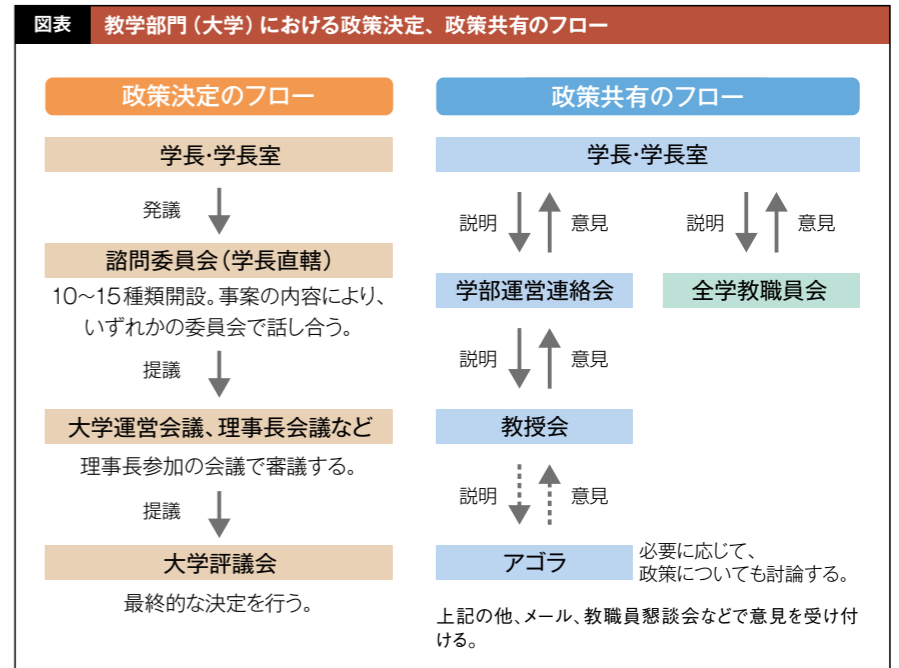 図表 教学部門（大学）における政策決定、政策共有のフロー
政策決定のフロー
学長・学長室
発議
諮問委員会（学長直轄）
10～15種類開設。事案の内容により、
いずれかの委員会で話し合う。
提議
大学運営会議、理事長会議など
理事長参加の会議で審議する。
提議
大学評議会
最終的な決定を行う。
政策共有のフロー
学長・学長室
説明 意見
説明 意見
学部運営連絡会
全学教職員会
説明 意見
教授会
説明 意見
アゴラ
必要に応じて、
政策についても討論する。
上記の他、メール、教職員懇談会などで意見を受け付
ける。